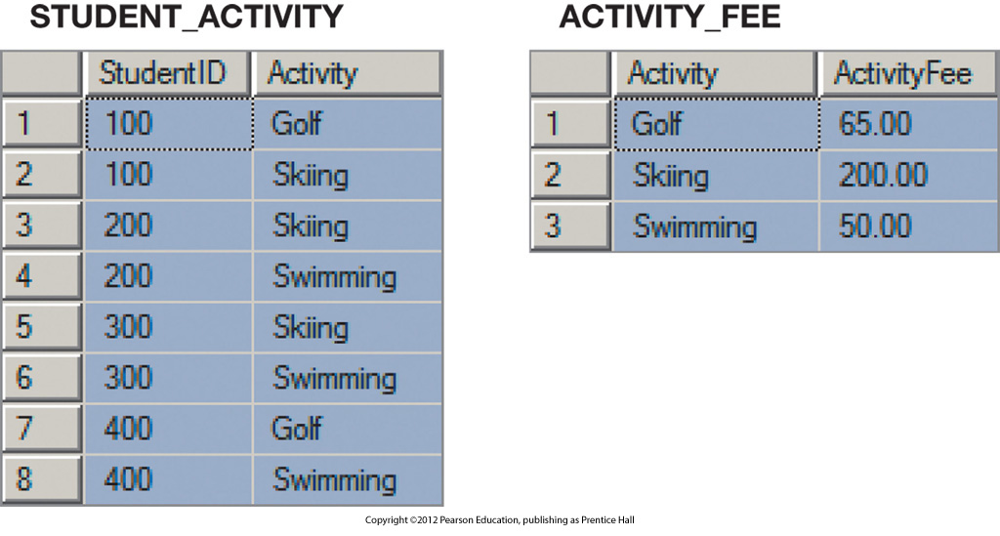 STUDENT_ACTIVITY
StudentID Activity
1 100 Golf
2 100 Skiing
3 200 Skiing
4 200 Swimming
5 300 Skiing
6 300 Swimming
7 400 Golf
8 400 Swimming
ACTIVITY_FEE
Activity ActivityFee
1 Golf 65.00
2 Skiing 200.00
3 Swimming 50.00
Copyright ©2012 Pearson Education, publishing as Prentice Hall